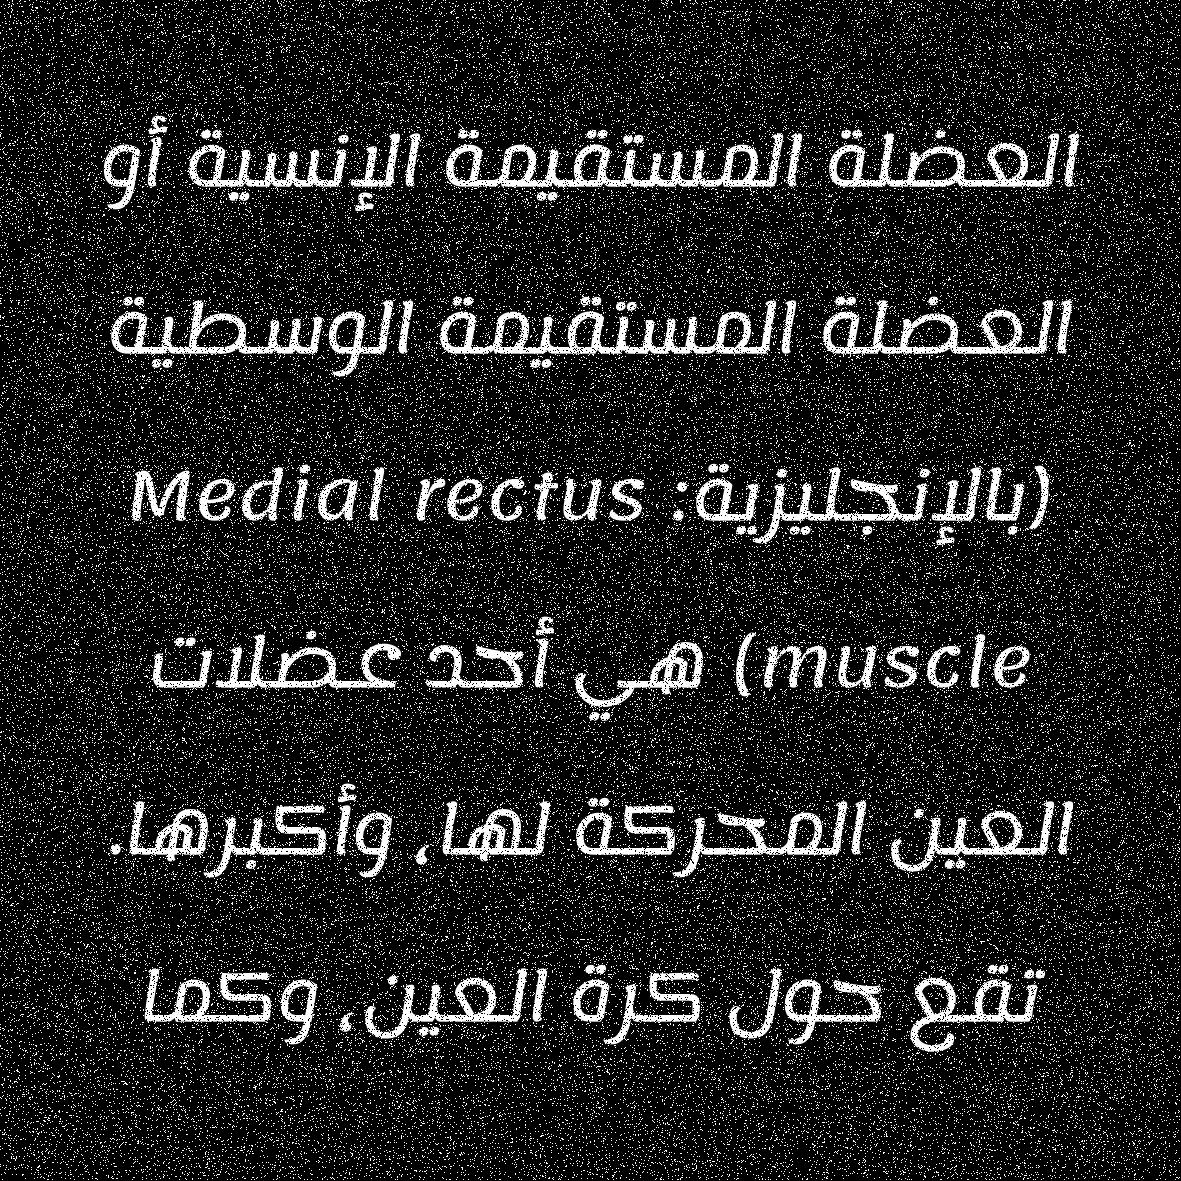 العضلة المستقيمة الإنسية أو
العضلة المستقيمة الوسطية
(بالإنجليزية: Medial rectus
muscle) هي أحد عضلات
العين المحركة لها، وأكبرها.
تقع حول كرة العين، وكما